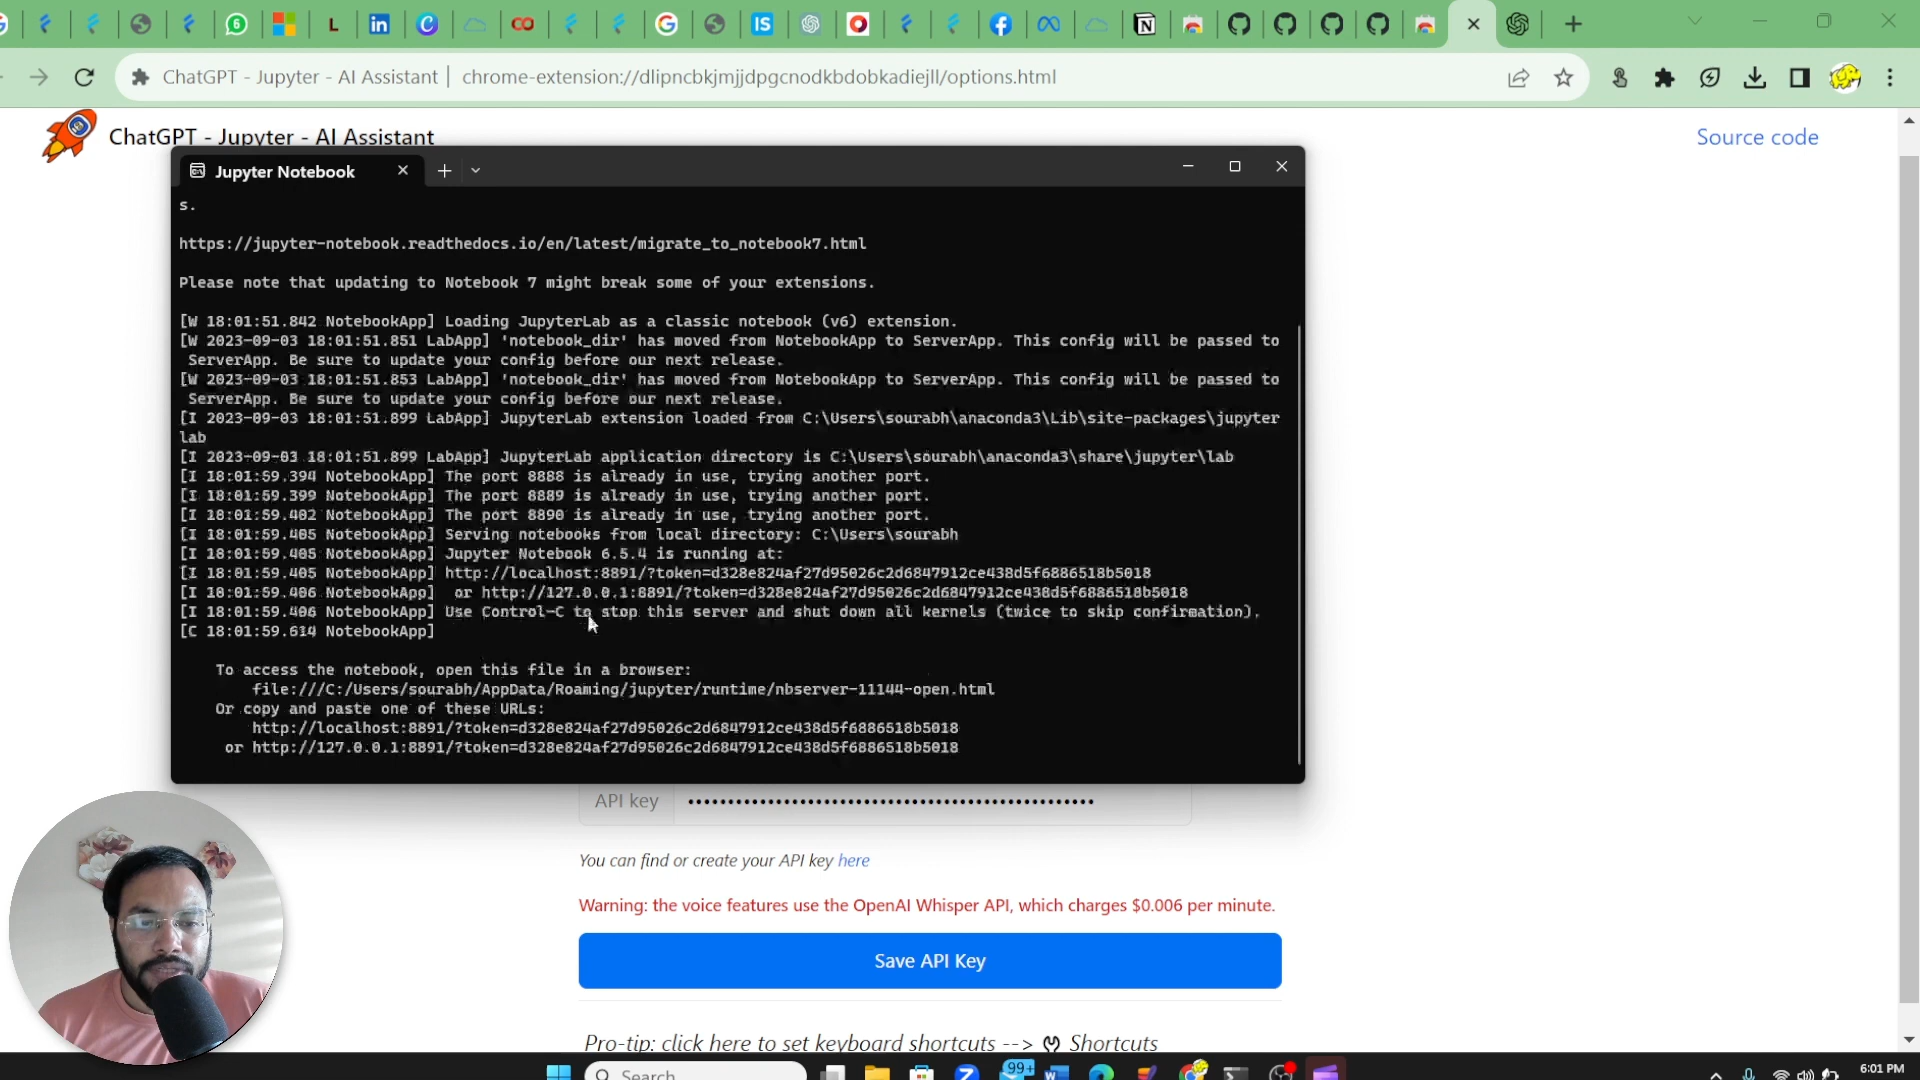 ChatGPT - Jupyter - AI Assistant | chrome-extension://dlipncbkjmjjdpgcnodkbdobkadiejll/options.html
ChatGPT - Jupyter - AI Assistant
Source code
Jupyter Notebook
s.
https://jupyter-notebook.readthedocs.io/en/latest/migrate_to_notebook7.html
Please note that updating to Notebook 7 might break some of your extensions.
[W 18:01:51.842 NotebookApp] Loading JupyterLab as a classic notebook (v6) extension.
[W 2023-09-03 18:01:51.851 LabApp] 'notebook_dir' has moved from NotebookApp to ServerApp. This config will be passed to
ServerApp. Be sure to update your config before our next release.
[W 2023-09-03 18:01:51.853 LabApp] 'notebook_dir' has moved from NotebookApp to ServerApp. This config will be passed to
ServerApp. Be sure to update your config before our next release.
[I 2023-09-03 18:01:51.899 LabApp] JupyterLab extension loaded from C:\Users\sourabh\anaconda3\Lib\site-packages\jupyter
lab
[I 2023-09-03 18:01:51.899 LabApp] JupyterLab application directory is C:\Users\sourabh\anaconda3\share\jupyter\lab
[I 18:01:59.394 NotebookApp] The port 8888 is already in use, trying another port.
[I 18:01:59.399 NotebookApp] The port 8889 is already in use, trying another port.
[I 18:01:59.402 NotebookApp] The port 8890 is already in use, trying another port.
[I 18:01:59.405 NotebookApp] Serving notebooks from local directory: C:\Users\sourabh
[I 18:01:59.405 NotebookApp] Jupyter Notebook 6.5.4 is running at:
[I 18:01:59.405 NotebookApp] http://localhost:8891/?token=d328e824af27d95026c2d6847912ce438d5f6886518b5018
[I 18:01:59.406 NotebookApp] or http://127.0.0.1:8891/?token=d328e824af27d95026c2d6847912ce438d5f6886518b5018
[I 18:01:59.406 NotebookApp] Use Control-C to stop this server and shut down all kernels (twice to skip confirmation).
[C 18:01:59.614 NotebookApp]
To access the notebook, open this file in a browser:
file:///C:/Users/sourabh/AppData/Roaming/jupyter/runtime/nbserver-11144-open.html
Or copy and paste one of these URLs:
http://localhost:8891/?token=d328e824af27d95026c2d6847912ce438d5f6886518b5018
or http://127.0.0.1:8891/?token=d328e824af27d95026c2d6847912ce438d5f6886518b5018
API key
You can find or create your API key here
Warning: the voice features use the OpenAI Whisper API, which charges $0.006 per minute.
Save API Key
Pro-tip: click here to set keyboard shortcuts --> Shortcuts
Search
99+
6:01 PM